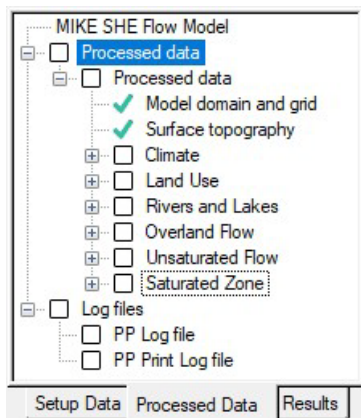 MIKE SHE Flow Model
Processed data
Processed data
Model domain and grid
Surface topography
Climate
Land Use
Rivers and Lakes
Overland Flow
Unsaturated Flow
Saturated Zone
Log files
PP Log file
PP Print Log file
Setup Data Processed Data Results